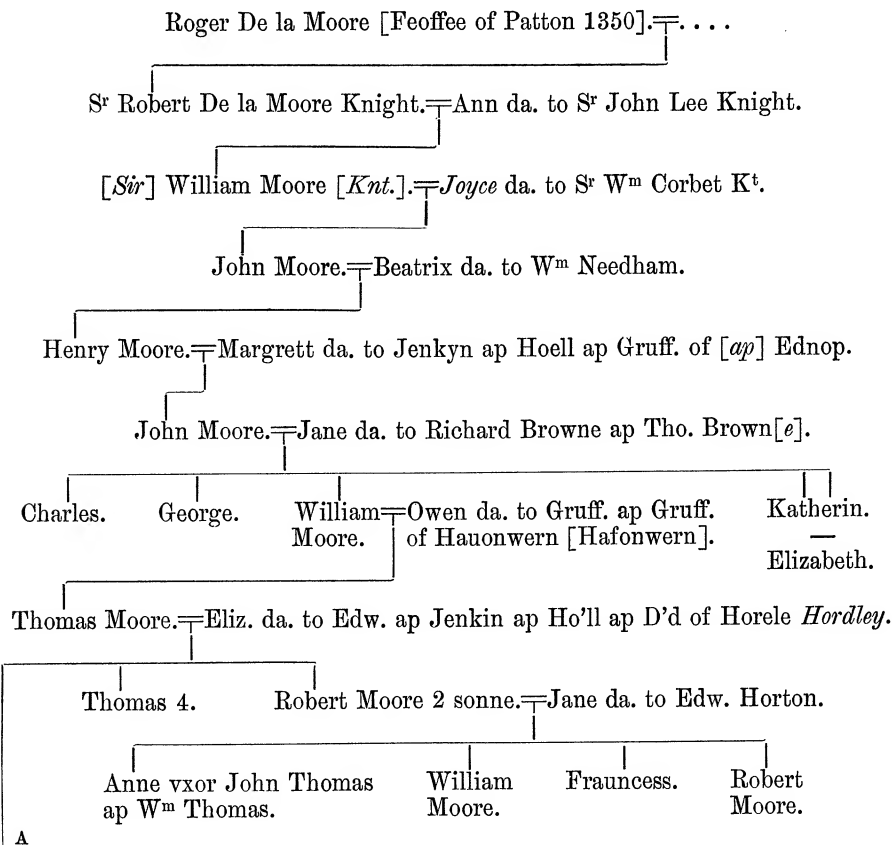 Roger De la Moore [Feoffee of Patton 1350].=. . . .
Sʳ Robert De la Moore Knight.=Ann da. to Sʳ John Lee Knight.
[Sir] William Moore [Knt.].=Joyce da. to Sʳ Wᵐ Corbet Kᵗ.
John Moore.=Beatrix da. to Wᵐ Needham.
Henry Moore.=Margrett da. to Jenkyn ap Hoell ap Gruff. of [ap] Ednop.
John Moore.=Jane da. to Richard Browne ap Tho. Brown[e].
Charles. George. William=Owen da. to Gruff. ap Gruff. Katherin.
Moore. of Hauonwern [Hafonwern]. —
Elizabeth.
Thomas Moore.=Eliz. da. to Edw. ap Jenkin ap Ho'll ap D'd of Horele Hordley.
Thomas 4. Robert Moore 2 sonne.=Jane da. to Edw. Horton.
Anne vxor John Thomas William Fraunces​s. Robert
ap Wᵐ Thomas. Moore. Moore.
A